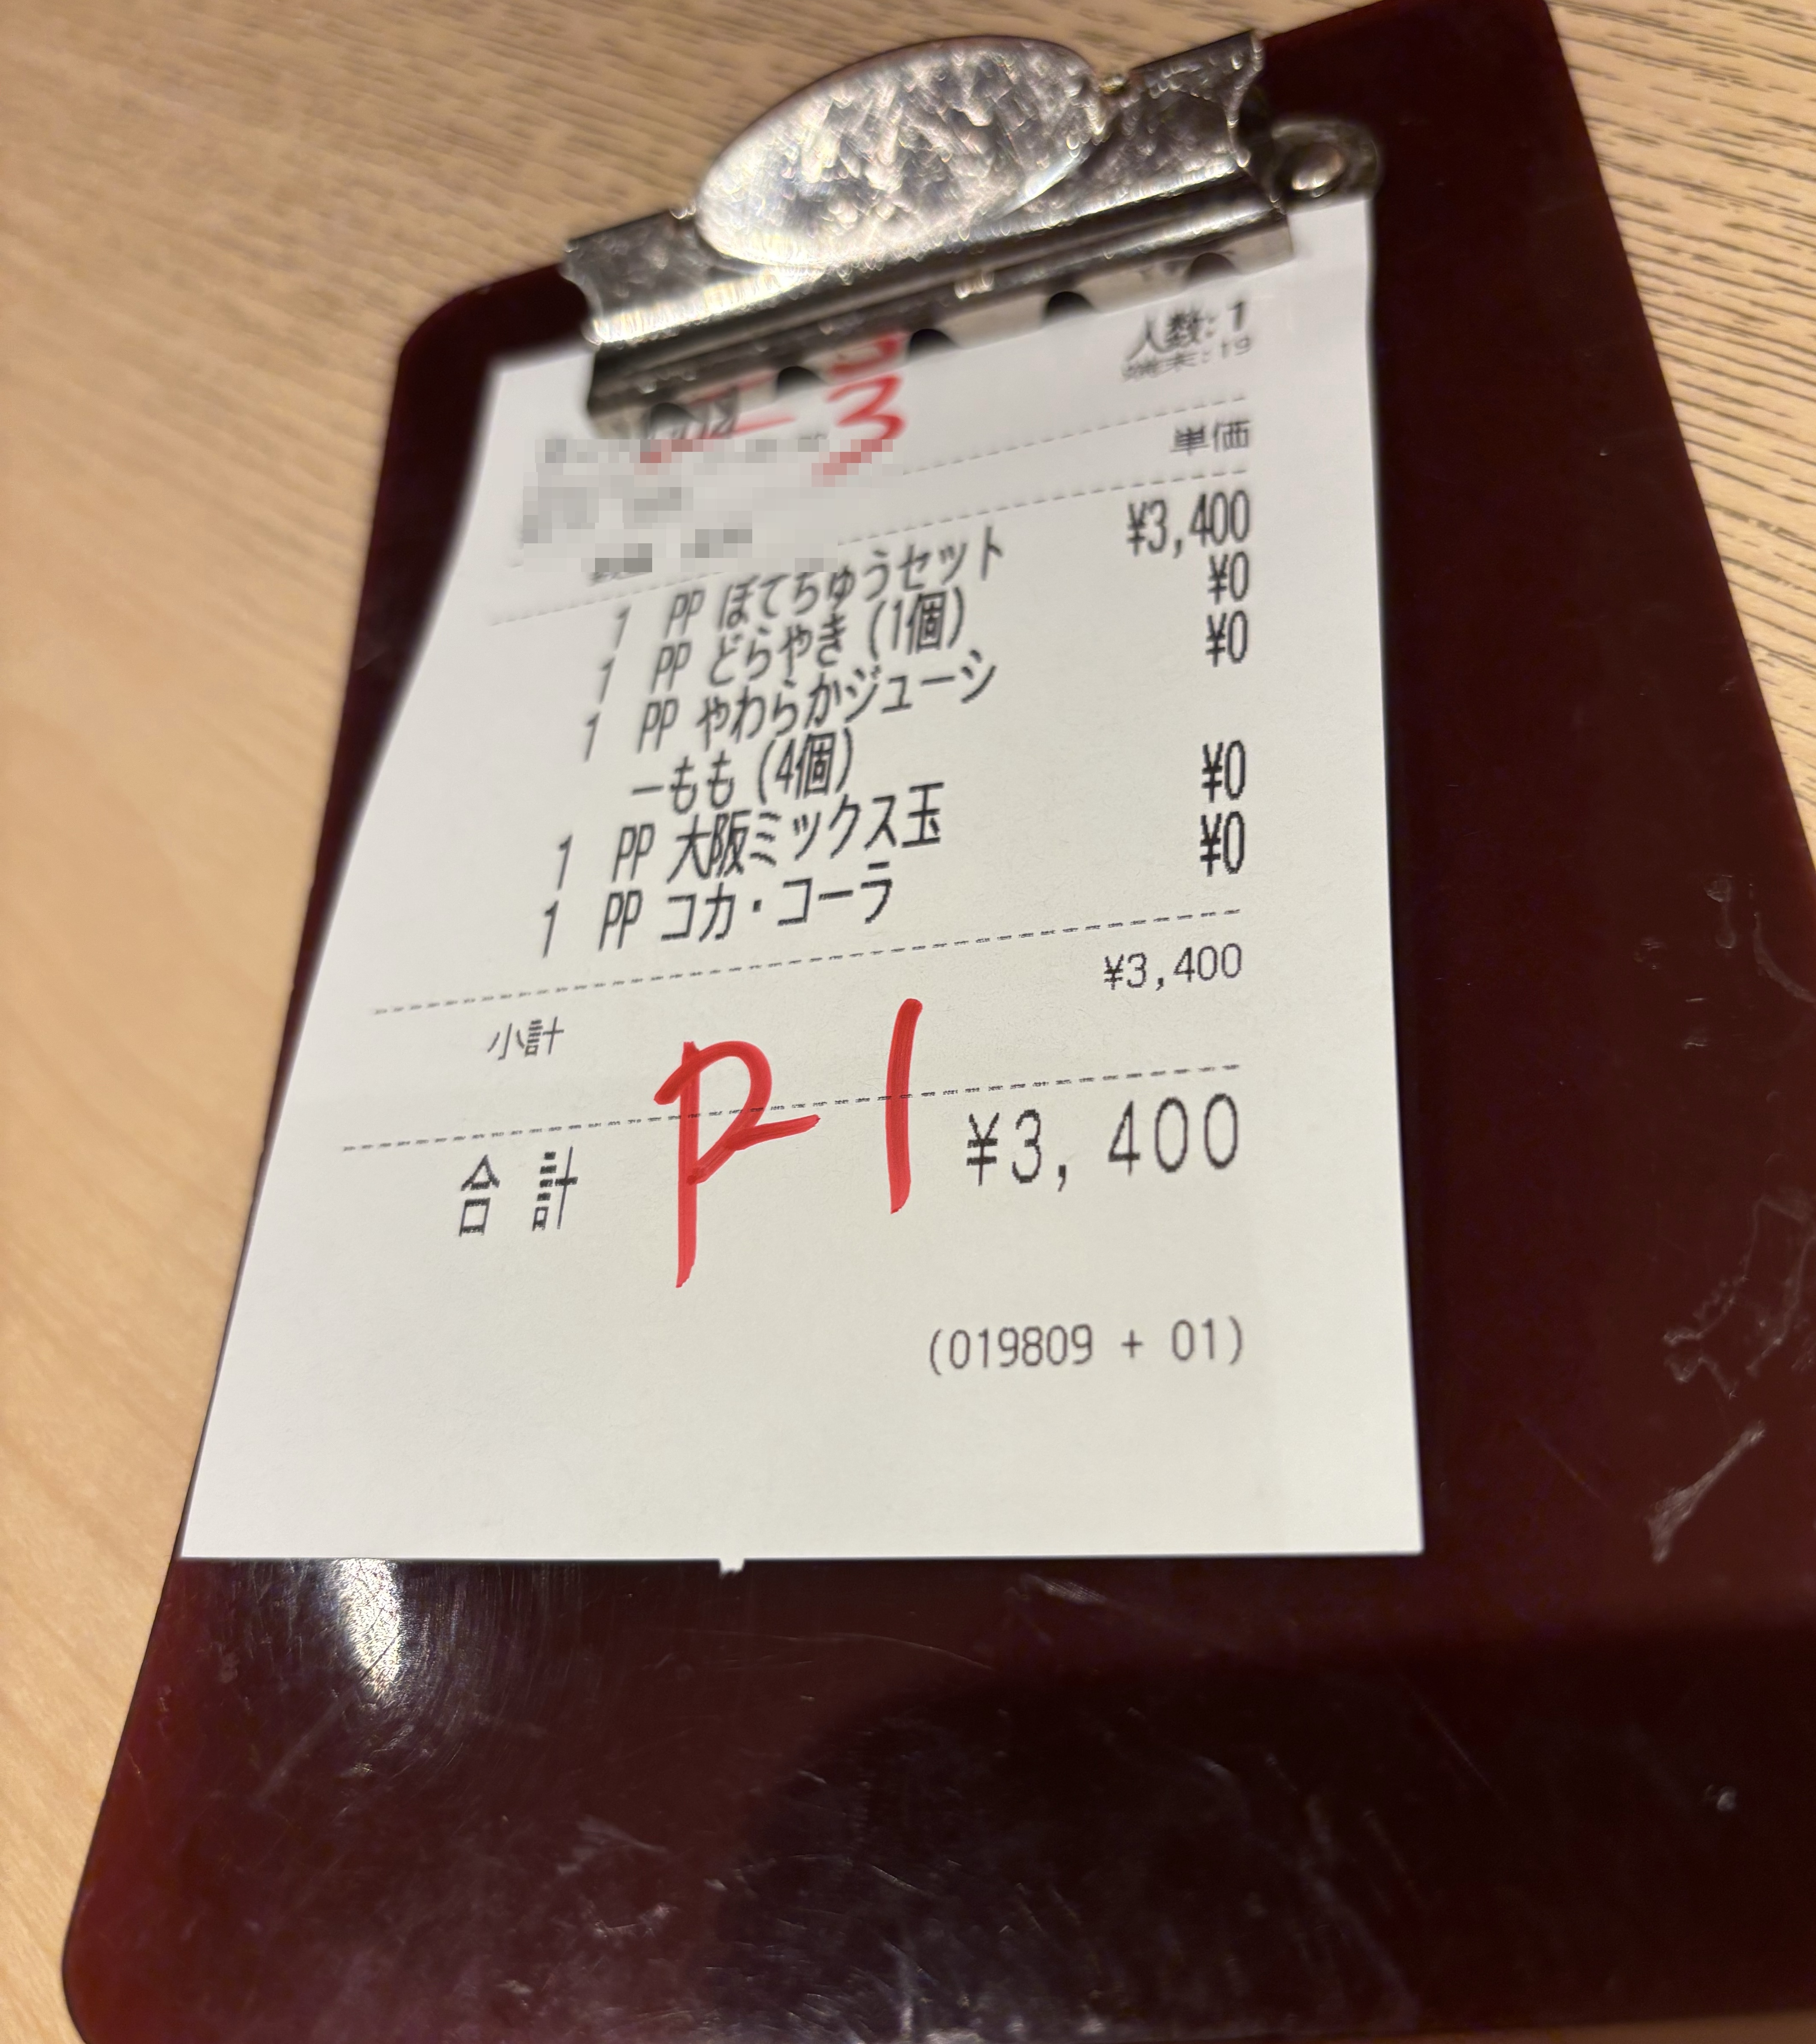 人数:1
端末:19
単価
1 PP ぼてぢゅうセット ¥3,400
1 PP どらやき(1個) ¥0
1 PP やわらかジューシ ¥0
ーもも(4個)
1 PP 大阪ミックス玉 ¥0
1 PP コカ・コーラ ¥0
小計 ¥3,400
P1
合計 ¥3,400
(019809 + 01)